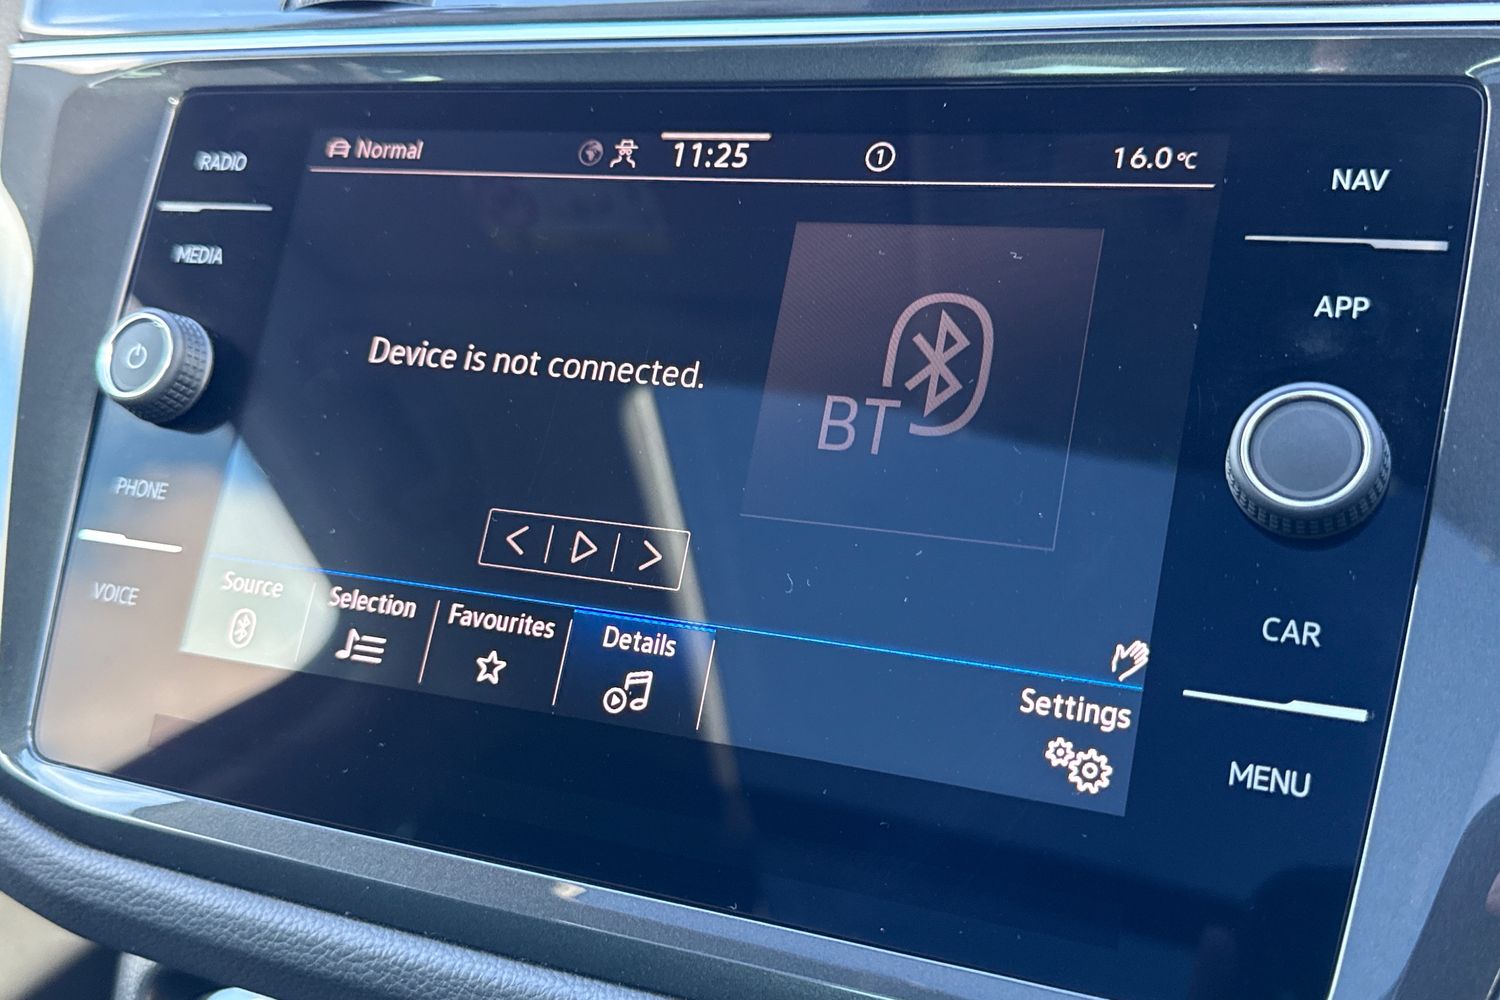 RADIO
MEDIA
PHONE
VOICE
Normal
11:25
1
16.0°C
Device is not connected.
BT
Source
Selection
Favourites
Details
Settings
NAV
APP
CAR
MENU